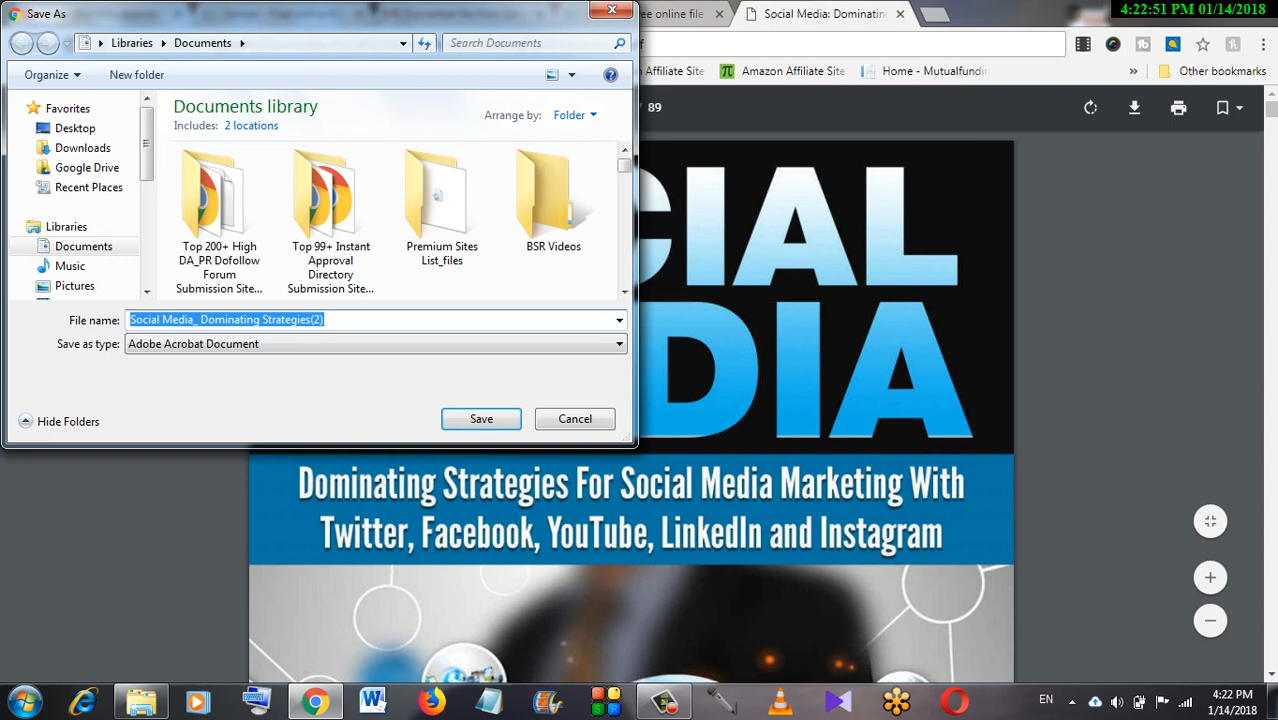 Save As
ee online file
Social Media: Dominatin
4:22:51 PM 01/14/2018
Libraries
Documents
Search Documents
Organize
New folder
n Affiliate Site
Amazon Affiliate Site
Home - Mutualfundin
»
Other bookmarks
Favorites
Desktop
Downloads
Google Drive
Recent Places
Libraries
Documents
Music
Pictures
Documents library
Includes: 2 locations
Arrange by: Folder
/ 89
Top 200+ High
DA_PR Dofollow
Forum
Submission Site...
Top 99+ Instant
Approval
Directory
Submission Site...
Premium Sites
List_files
BSR Videos
File name: Social Media_ Dominating Strategies(2)
Save as type: Adobe Acrobat Document
Hide Folders
Save
Cancel
CIAL
DIA
Dominating Strategies For Social Media Marketing With
Twitter, Facebook, YouTube, LinkedIn and Instagram
EN
4:22 PM
1/14/2018